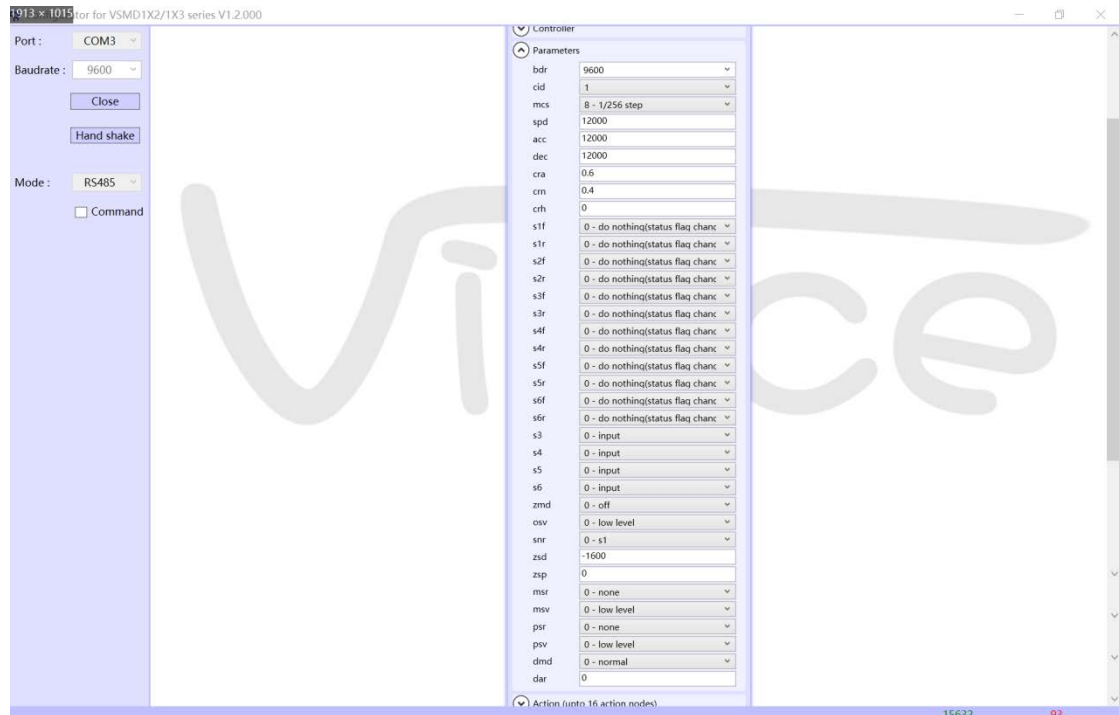 1913 × 1015 tor for VSMD1X2/1X3 series V1.2.000
Port : COM3
Baudrate : 9600
Close
Hand shake
Mode : RS485
Command
Controller
Parameters
bdr 9600
cid 1
mcs 8 - 1/256 step
spd 12000
acc 12000
dec 12000
cra 0.6
crn 0.4
crh 0
s1f 0 - do nothing(status flag chanc
s1r 0 - do nothing(status flag chanc
s2f 0 - do nothing(status flag chanc
s2r 0 - do nothing(status flag chanc
s3f 0 - do nothing(status flag chanc
s3r 0 - do nothing(status flag chanc
s4f 0 - do nothing(status flag chanc
s4r 0 - do nothing(status flag chanc
s5f 0 - do nothing(status flag chanc
s5r 0 - do nothing(status flag chanc
s6f 0 - do nothing(status flag chanc
s6r 0 - do nothing(status flag chanc
s3 0 - input
s4 0 - input
s5 0 - input
s6 0 - input
zmd 0 - off
osv 0 - low level
snr 0 - s1
zsd -1600
zsp 0
msr 0 - none
msv 0 - low level
psr 0 - none
psv 0 - low level
dmd 0 - normal
dar 0
Action (upto 16 action nodes)
15632 93